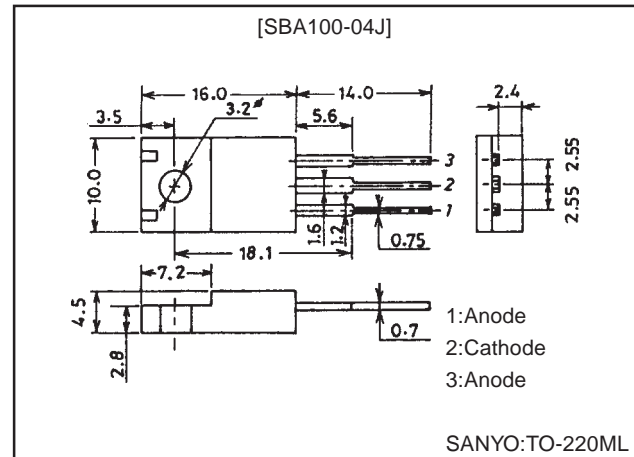 [SBA100-04J]
16.0 14.0 2.4
3.5 3.2ø 5.6
10.0 3 2 1 2.55 2.55
1.6 1.2 0.75
18.1
7.2
4.5 2.8 0.7
1:Anode
2:Cathode
3:Anode
SANYO:TO-220ML